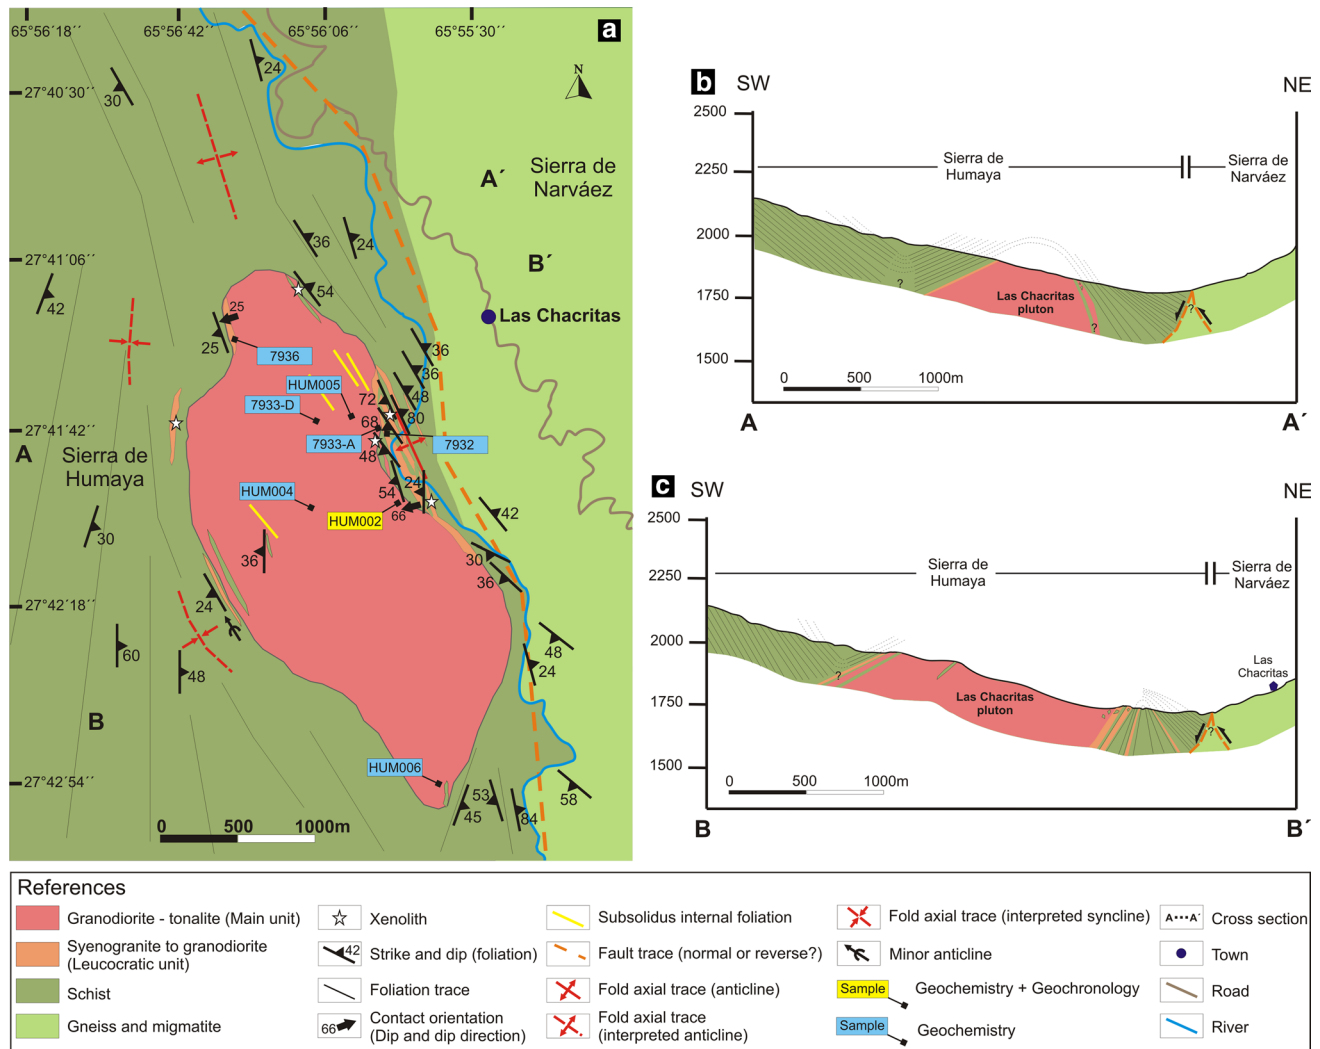 65°56´18´´
65°56´42´´
65°56´06´´
65°55´30´´
a
N
27°40´30´´
27°41´06´´
27°41´42´´
27°42´18´´
27°42´54´´
24
30
Sierra de
Narváez
A´
B´
36
24
42
54
25
25
Las Chacritas
7936
36
36
HUM005
48
7933-D
72
80
68
7933-A
7932
48
A
Sierra de
Humaya
54
24
HUM004
66
HUM002
42
30
36
30
36
24
60
48
48
24
B
HUM006
53
45
84
58
0 500 1000m
b SW
NE
2500
2250
2000
1750
1500
Sierra de
Humaya
Sierra de
Narváez
?
Las Chacritas
pluton
?
?
0 500 1000m
A
A´
c SW
NE
2500
2250
2000
1750
1500
Sierra de
Humaya
Sierra de
Narváez
Las
Chacritas
?
Las Chacritas
pluton
?
0 500 1000m
B
B´
References
Granodiorite - tonalite (Main unit)
Syenogranite to granodiorite
(Leucocratic unit)
Schist
Gneiss and migmatite
Xenolith
42
Strike and dip (foliation)
Foliation trace
66
Contact orientation
(Dip and dip direction)
Subsolidus internal foliation
Fault trace (normal or reverse?)
Fold axial trace (anticline)
Fold axial trace
(interpreted anticline)
Fold axial trace (interpreted syncline)
Minor anticline
Sample
Geochemistry + Geochronology
Sample
Geochemistry
A····A´
Cross section
Town
Road
River